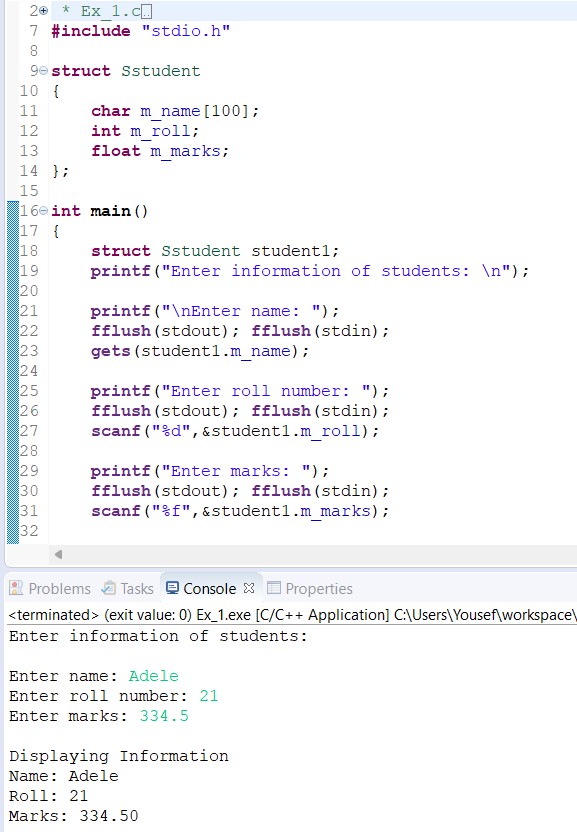 2 * Ex_1.c
7 #include "stdio.h"
8
9 struct Sstudent
10 {
11 char m_name[100];
12 int m_roll;
13 float m_marks;
14 };
15
16 int main()
17 {
18 struct Sstudent student1;
19 printf("Enter information of students: \n");
20
21 printf("\nEnter name: ");
22 fflush(stdout); fflush(stdin);
23 gets(student1.m_name);
24
25 printf("Enter roll number: ");
26 fflush(stdout); fflush(stdin);
27 scanf("%d",&student1.m_roll);
28
29 printf("Enter marks: ");
30 fflush(stdout); fflush(stdin);
31 scanf("%f",&student1.m_marks);
32
Problems Tasks Console Properties
<terminated> (exit value: 0) Ex_1.exe [C/C++ Application] C:\Users\Yousef\workspace\
Enter information of students:
Enter name: Adele
Enter roll number: 21
Enter marks: 334.5
Displaying Information
Name: Adele
Roll: 21
Marks: 334.50